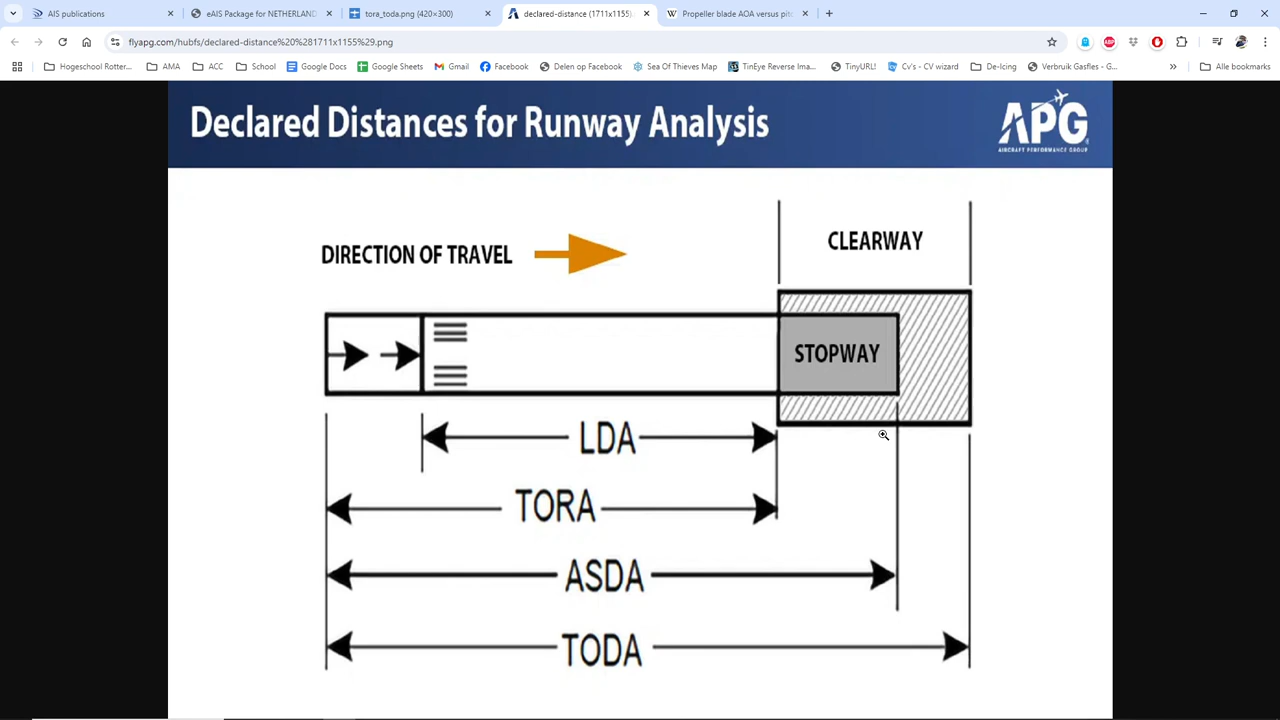 AIS publications
eAIS Package for NETHERLAND
tora_toda.png (420×300)
declared-distance (1711x1155).
Propeller blade AOA versus pitc
flyapg.com/hubfs/declared-distance%20%281711x1155%29.png
Hogeschool Rotter...
AMA
ACC
School
Google Docs
Google Sheets
Gmail
Facebook
Delen op Facebook
Sea Of Thieves Map
TinEye Reverse Ima...
TinyURL!
Cv's - CV wizard
De-Icing
Verbruik Gasfles - G...
Alle bookmarks
Declared Distances for Runway Analysis
APG
AIRCRAFT PERFORMANCE GROUP
CLEARWAY
DIRECTION OF TRAVEL
STOPWAY
LDA
TORA
ASDA
TODA